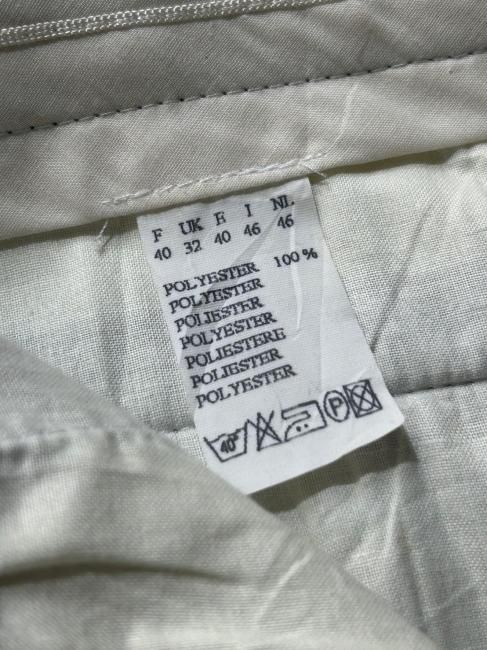 F UK E I NL
40 32 40 46 46
POLYESTER 100%
POLYESTER
POLIESTER
POLYESTER
POLIESTERE
POLIESTER
POLYESTER
40°
P